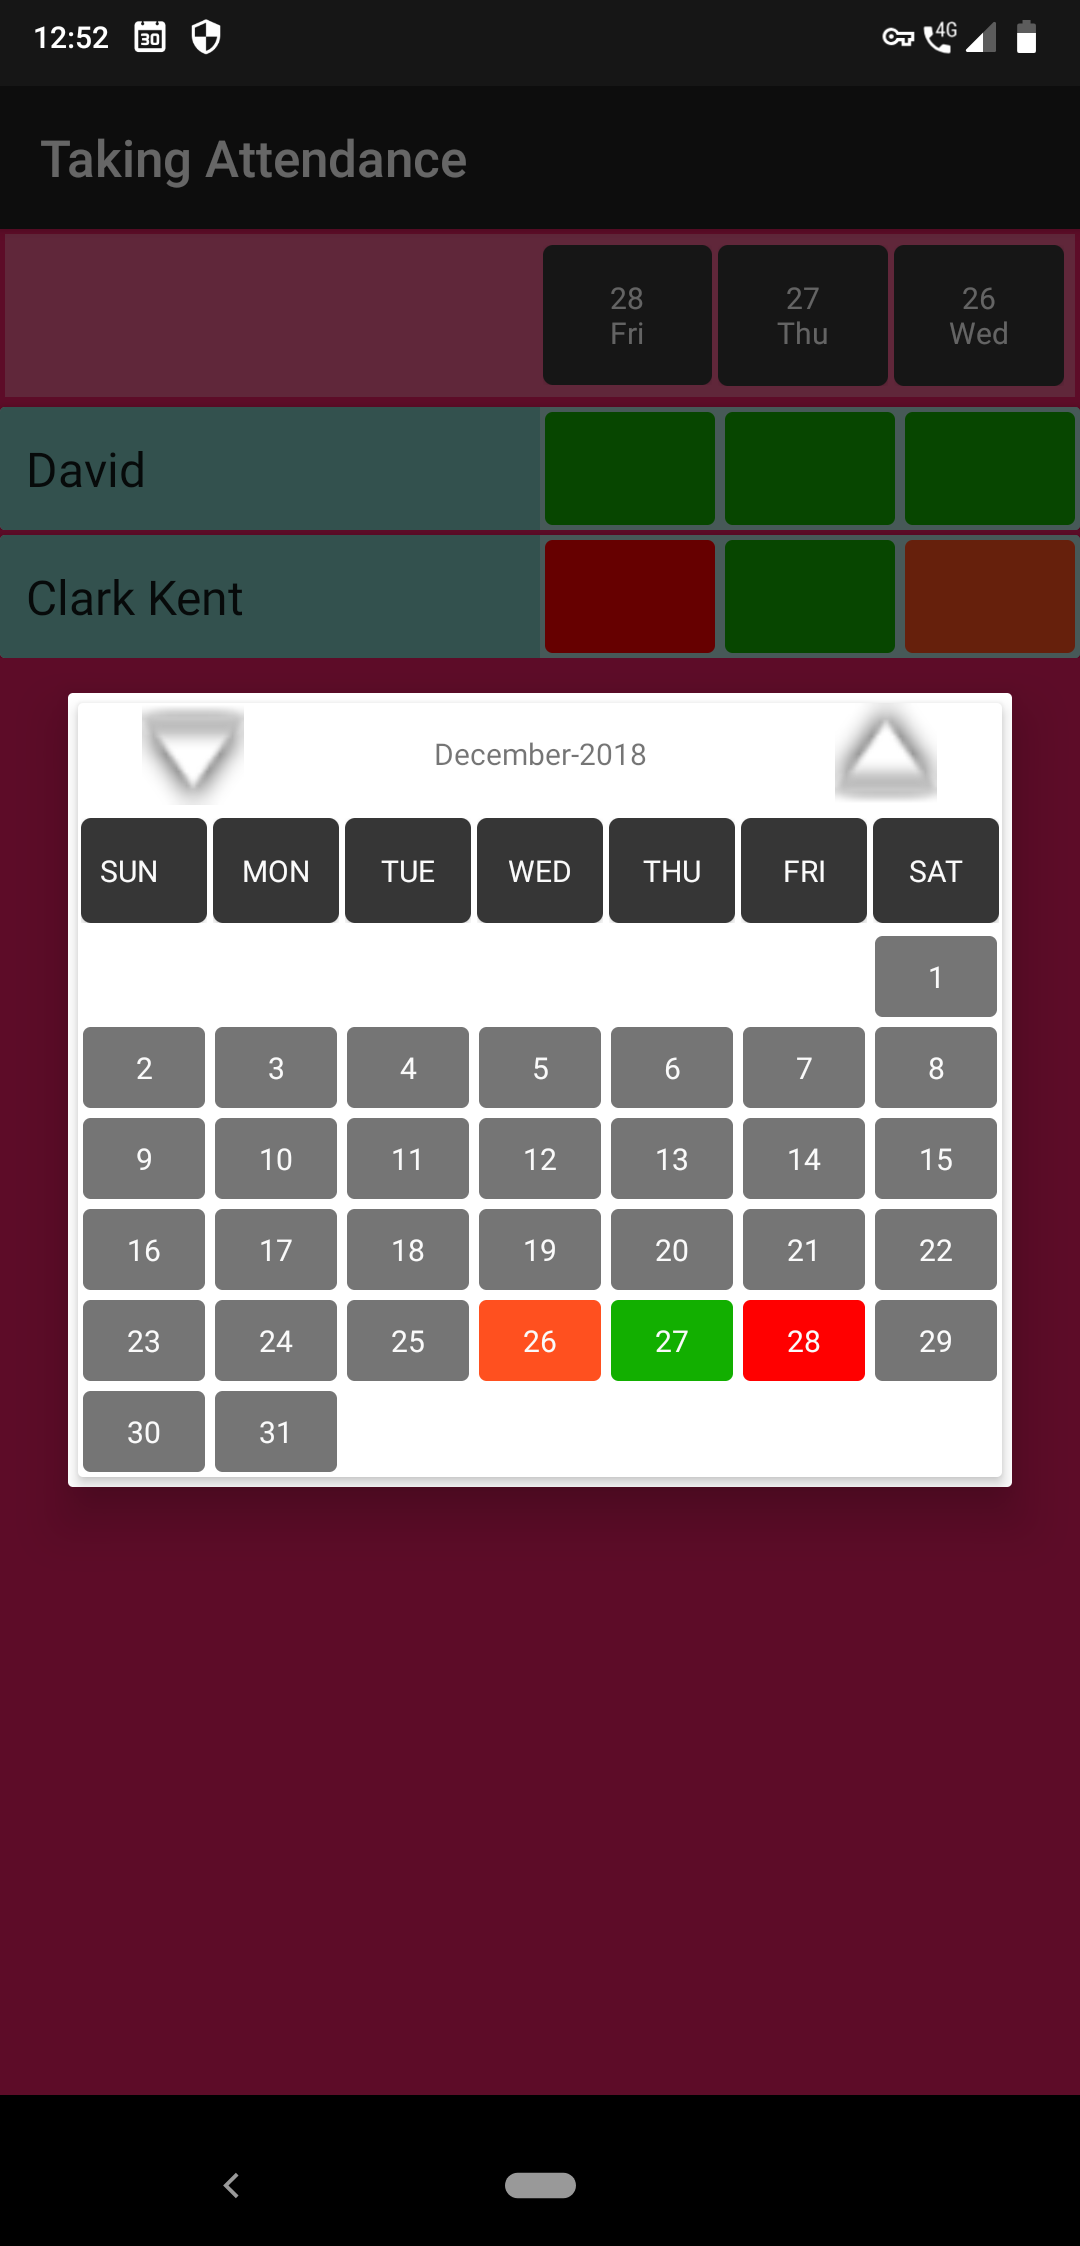 12:52 30 4G
Taking Attendance
28 27 26
Fri Thu Wed
David
Clark Kent
December-2018
SUN MON TUE WED THU FRI SAT
1
2 3 4 5 6 7 8
9 10 11 12 13 14 15
16 17 18 19 20 21 22
23 24 25 26 27 28 29
30 31